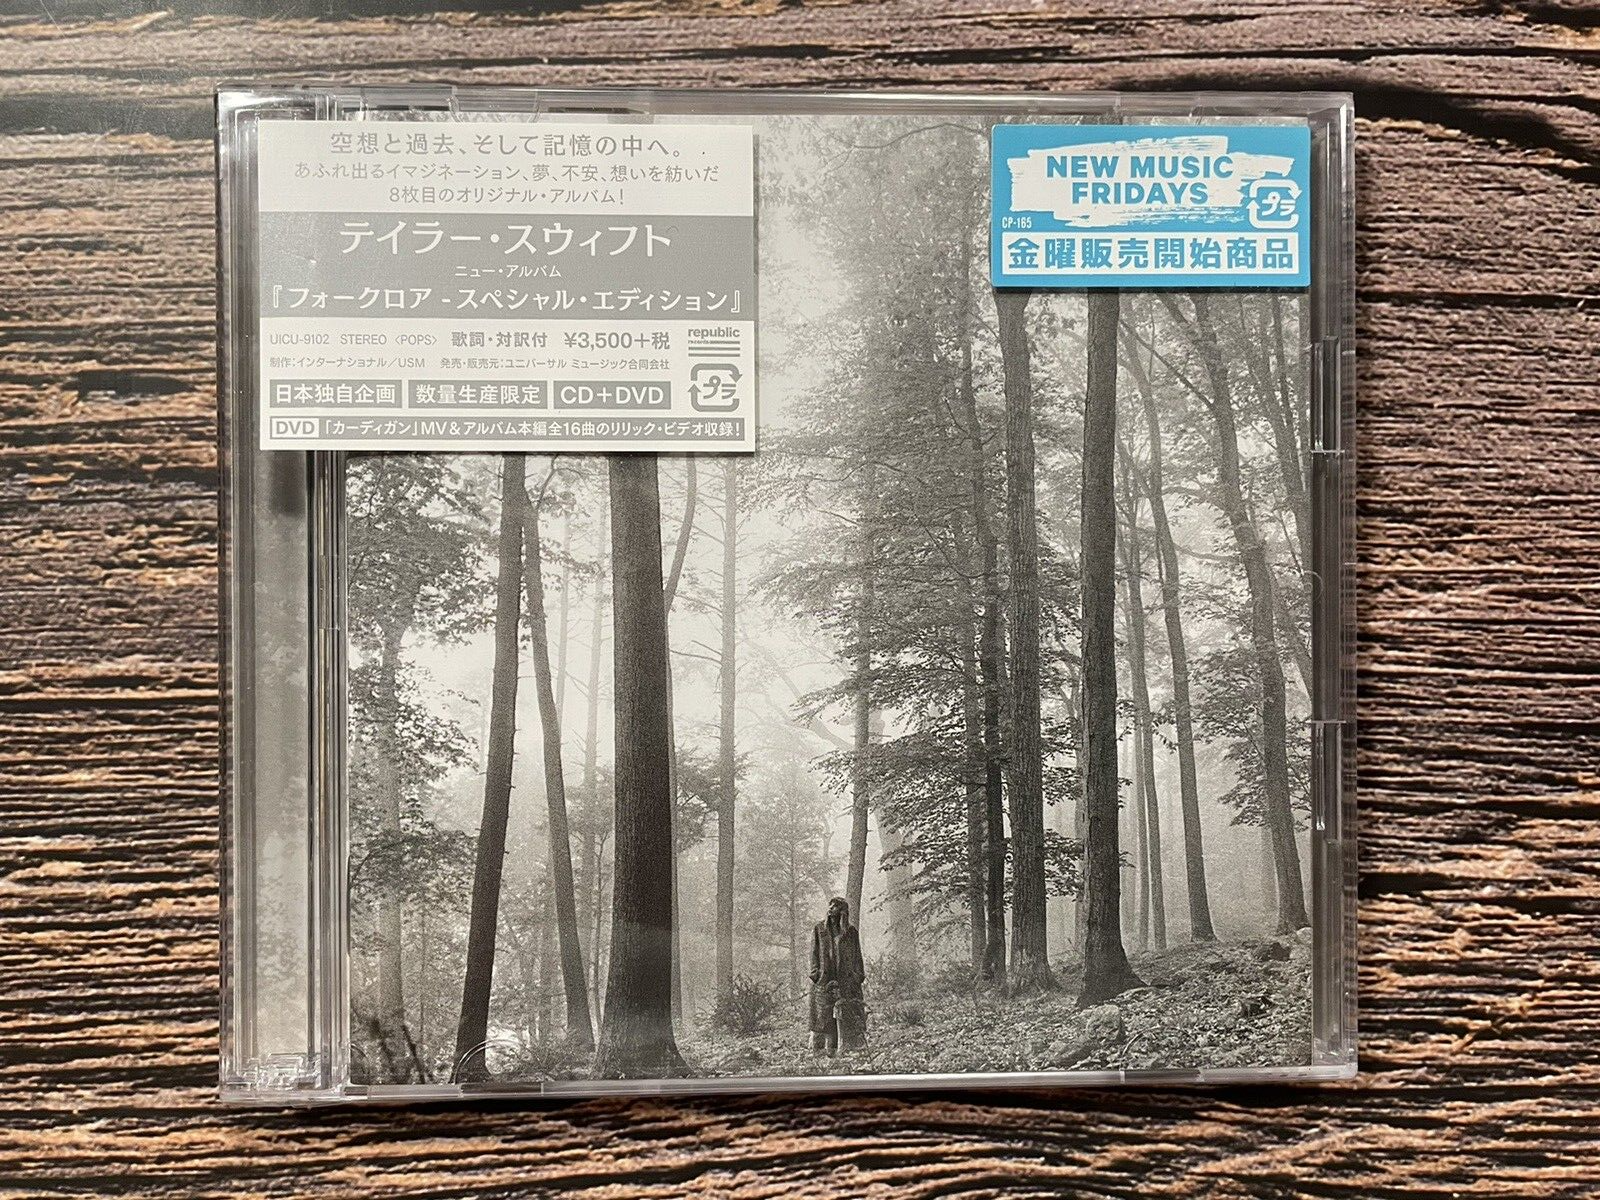 空想と過去、そして記憶の中へ。
あふれ出るイマジネーション、夢、不安、想いを紡いだ
8枚目のオリジナル・アルバム!
テイラー・スウィフト
ニュー・アルバム
『フォークロア - スペシャル・エディション』
UICU-9102 STEREO〈POPS〉 歌詞・対訳付 ¥3,500+税
制作:インターナショナル/USM 発売・販売元:ユニバーサル ミュージック合同会社
republic
プラ
日本独自企画 数量生産限定 CD+DVD
DVD 「カーディガン」MV&アルバム本編全16曲のリリック・ビデオ収録!
NEW MUSIC
FRIDAYS
プラ
CP-165
金曜販売開始商品